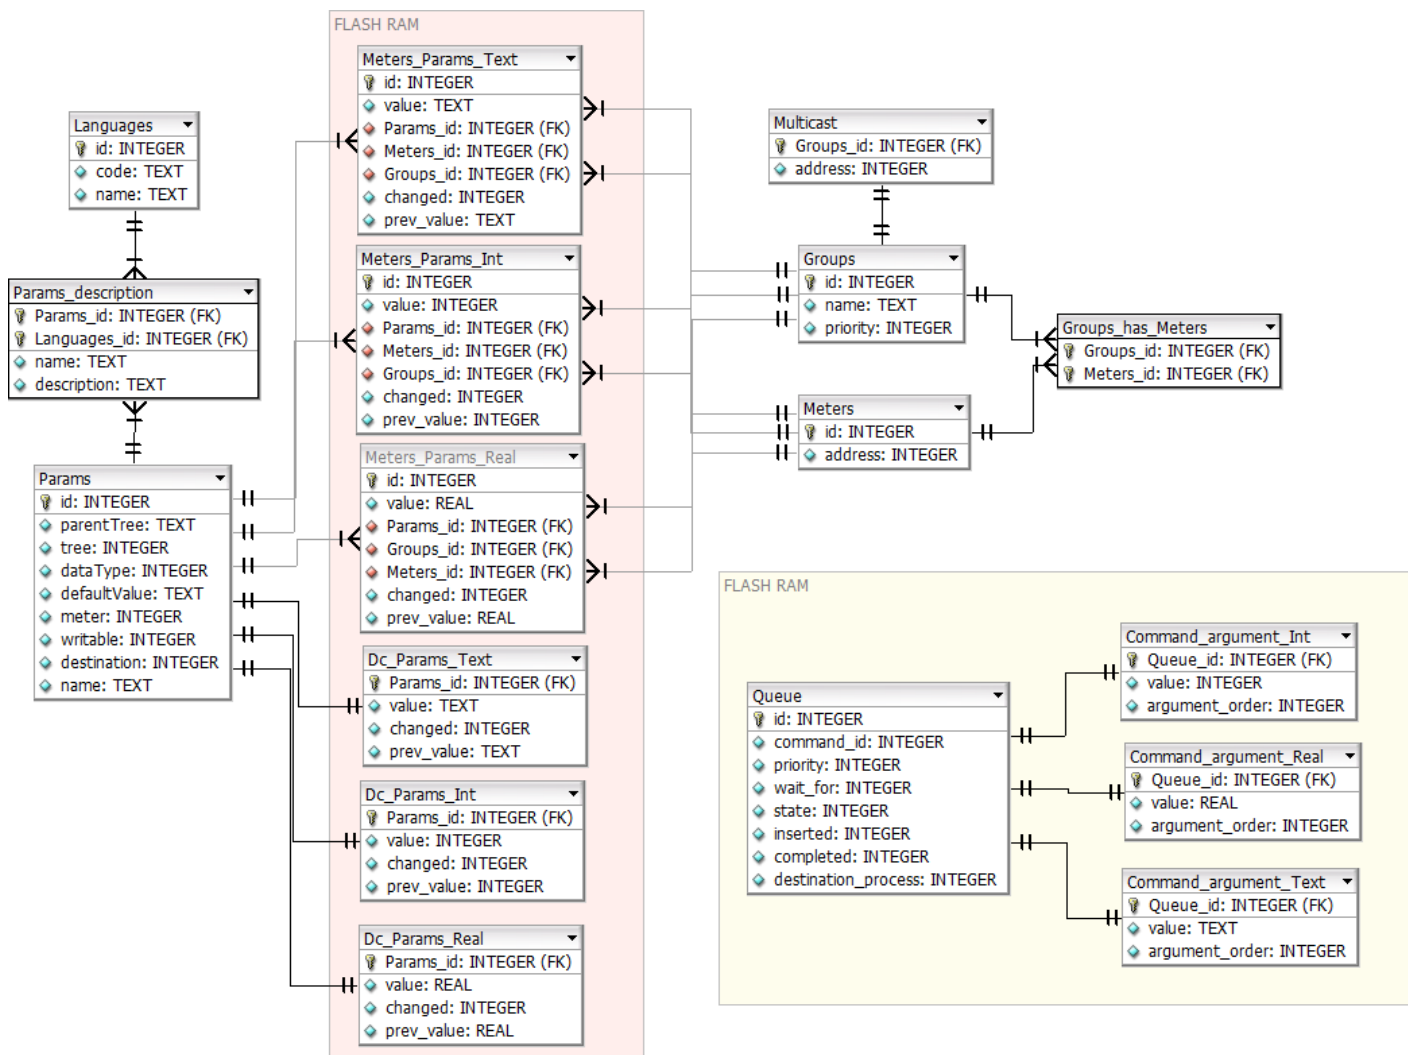 FLASH RAM
Meters_Params_Text
id: INTEGER
value: TEXT
Params_id: INTEGER (FK)
Meters_id: INTEGER (FK)
Groups_id: INTEGER (FK)
changed: INTEGER
prev_value: TEXT
Languages
id: INTEGER
code: TEXT
name: TEXT
Multicast
Groups_id: INTEGER (FK)
address: INTEGER
Meters_Params_Int
id: INTEGER
value: INTEGER
Params_id: INTEGER (FK)
Meters_id: INTEGER (FK)
Groups_id: INTEGER (FK)
changed: INTEGER
prev_value: INTEGER
Groups
id: INTEGER
name: TEXT
priority: INTEGER
Params_description
Params_id: INTEGER (FK)
Languages_id: INTEGER (FK)
name: TEXT
description: TEXT
Groups_has_Meters
Groups_id: INTEGER (FK)
Meters_id: INTEGER (FK)
Meters
id: INTEGER
address: INTEGER
Meters_Params_Real
id: INTEGER
value: REAL
Params_id: INTEGER (FK)
Groups_id: INTEGER (FK)
Meters_id: INTEGER (FK)
changed: INTEGER
prev_value: REAL
Params
id: INTEGER
parentTree: TEXT
tree: INTEGER
dataType: INTEGER
defaultValue: TEXT
meter: INTEGER
writable: INTEGER
destination: INTEGER
name: TEXT
Dc_Params_Text
Params_id: INTEGER (FK)
value: TEXT
changed: INTEGER
prev_value: TEXT
Dc_Params_Int
Params_id: INTEGER (FK)
value: INTEGER
changed: INTEGER
prev_value: INTEGER
Dc_Params_Real
Params_id: INTEGER (FK)
value: REAL
changed: INTEGER
prev_value: REAL
FLASH RAM
Queue
id: INTEGER
command_id: INTEGER
priority: INTEGER
wait_for: INTEGER
state: INTEGER
inserted: INTEGER
completed: INTEGER
destination_process: INTEGER
Command_argument_Int
Queue_id: INTEGER (FK)
value: INTEGER
argument_order: INTEGER
Command_argument_Real
Queue_id: INTEGER (FK)
value: REAL
argument_order: INTEGER
Command_argument_Text
Queue_id: INTEGER (FK)
value: TEXT
argument_order: INTEGER